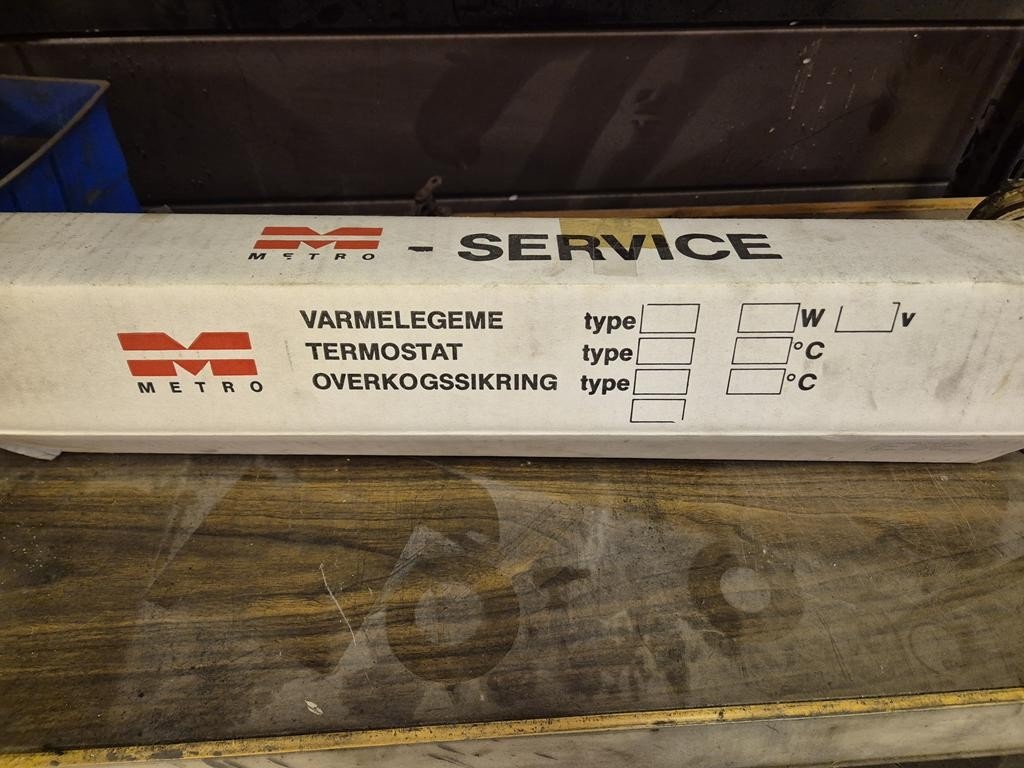 METRO - SERVICE
VARMELEGEME type W v
METRO
TERMOSTAT type °C
OVERKOGSSIKRING type °C